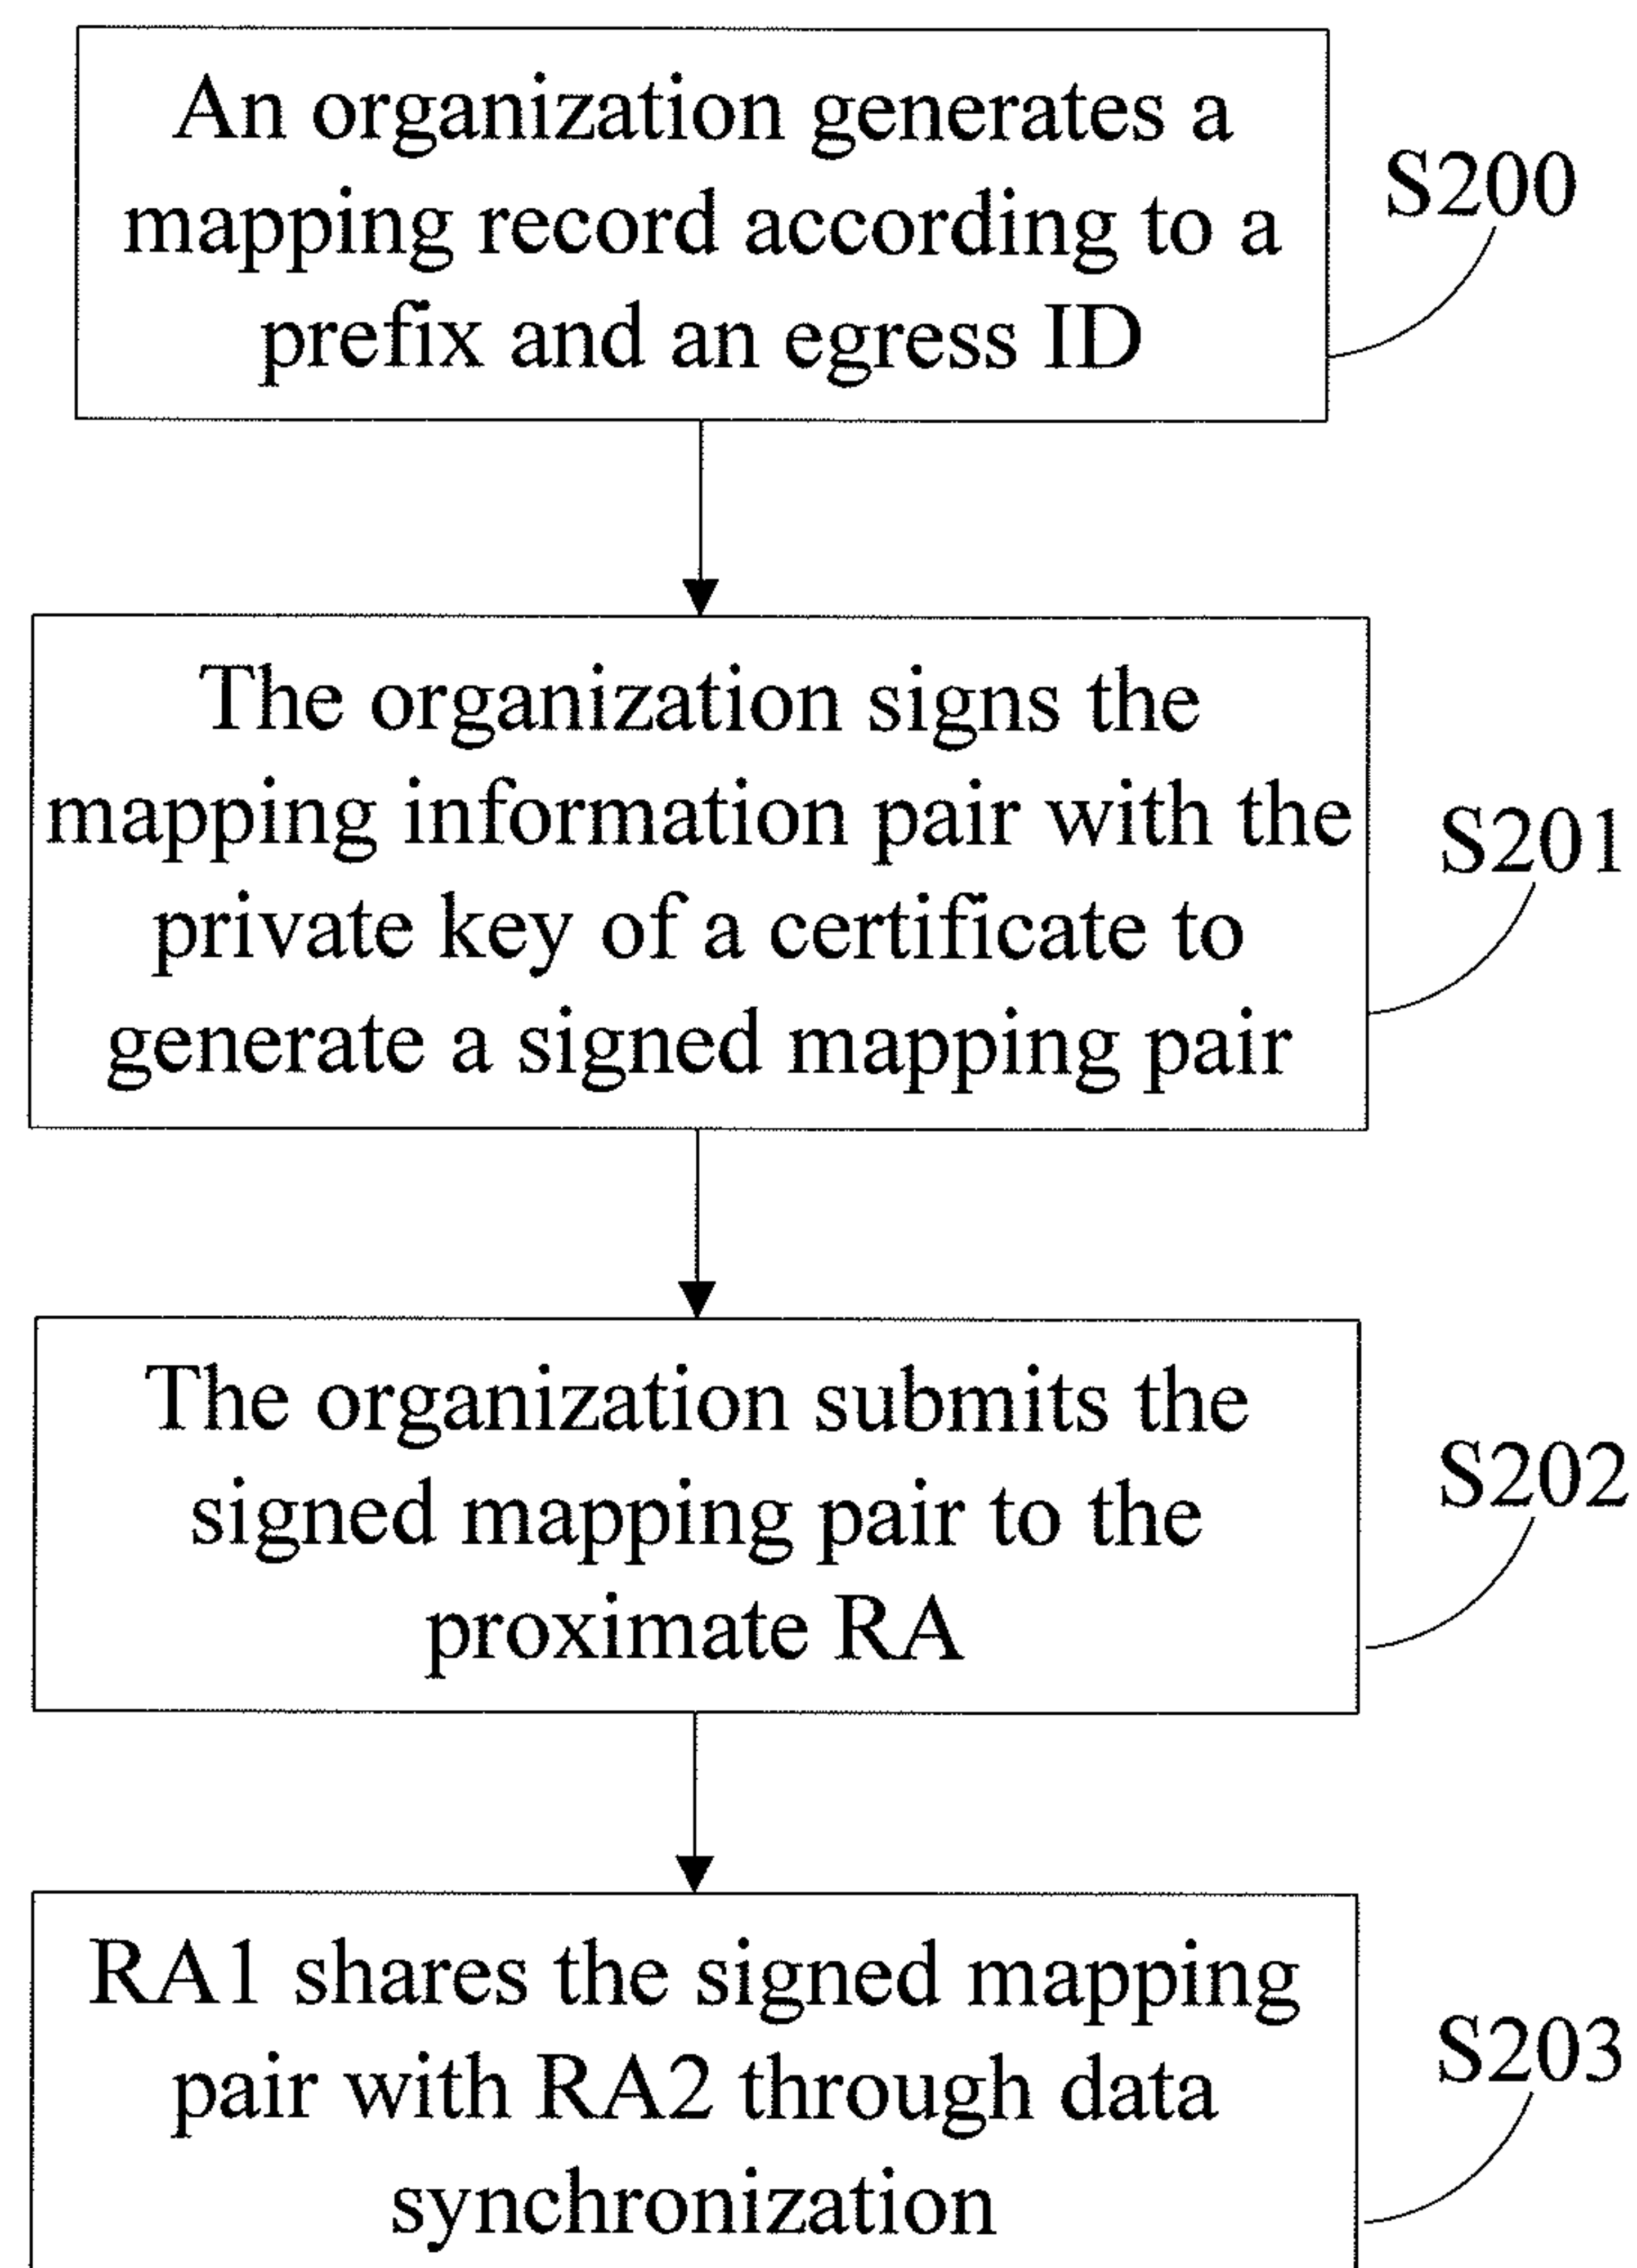 An organization generates a
mapping record according to a
prefix and an egress ID
S200
The organization signs the
mapping information pair with the
private key of a certificate to
generate a signed mapping pair
S201
The organization submits the
signed mapping pair to the
proximate RA
S202
RA1 shares the signed mapping
pair with RA2 through data
synchronization
S203